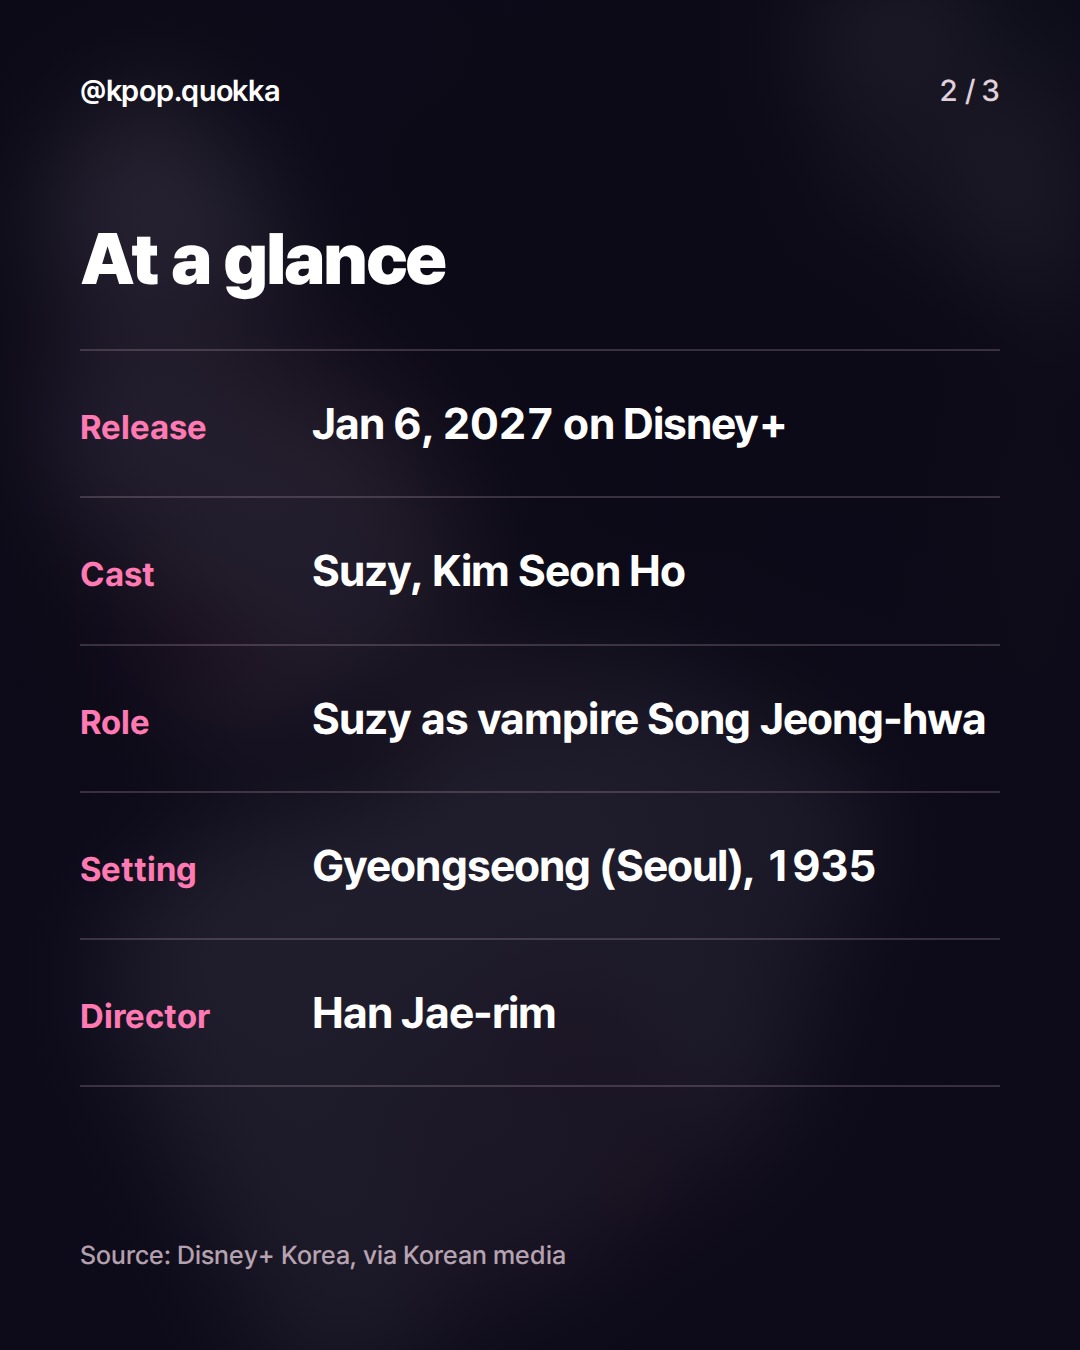 @kpop.quokka
2 / 3
At a glance
Release
Jan 6, 2027 on Disney+
Cast
Suzy, Kim Seon Ho
Role
Suzy as vampire Song Jeong-hwa
Setting
Gyeongseong (Seoul), 1935
Director
Han Jae-rim
Source: Disney+ Korea, via Korean media